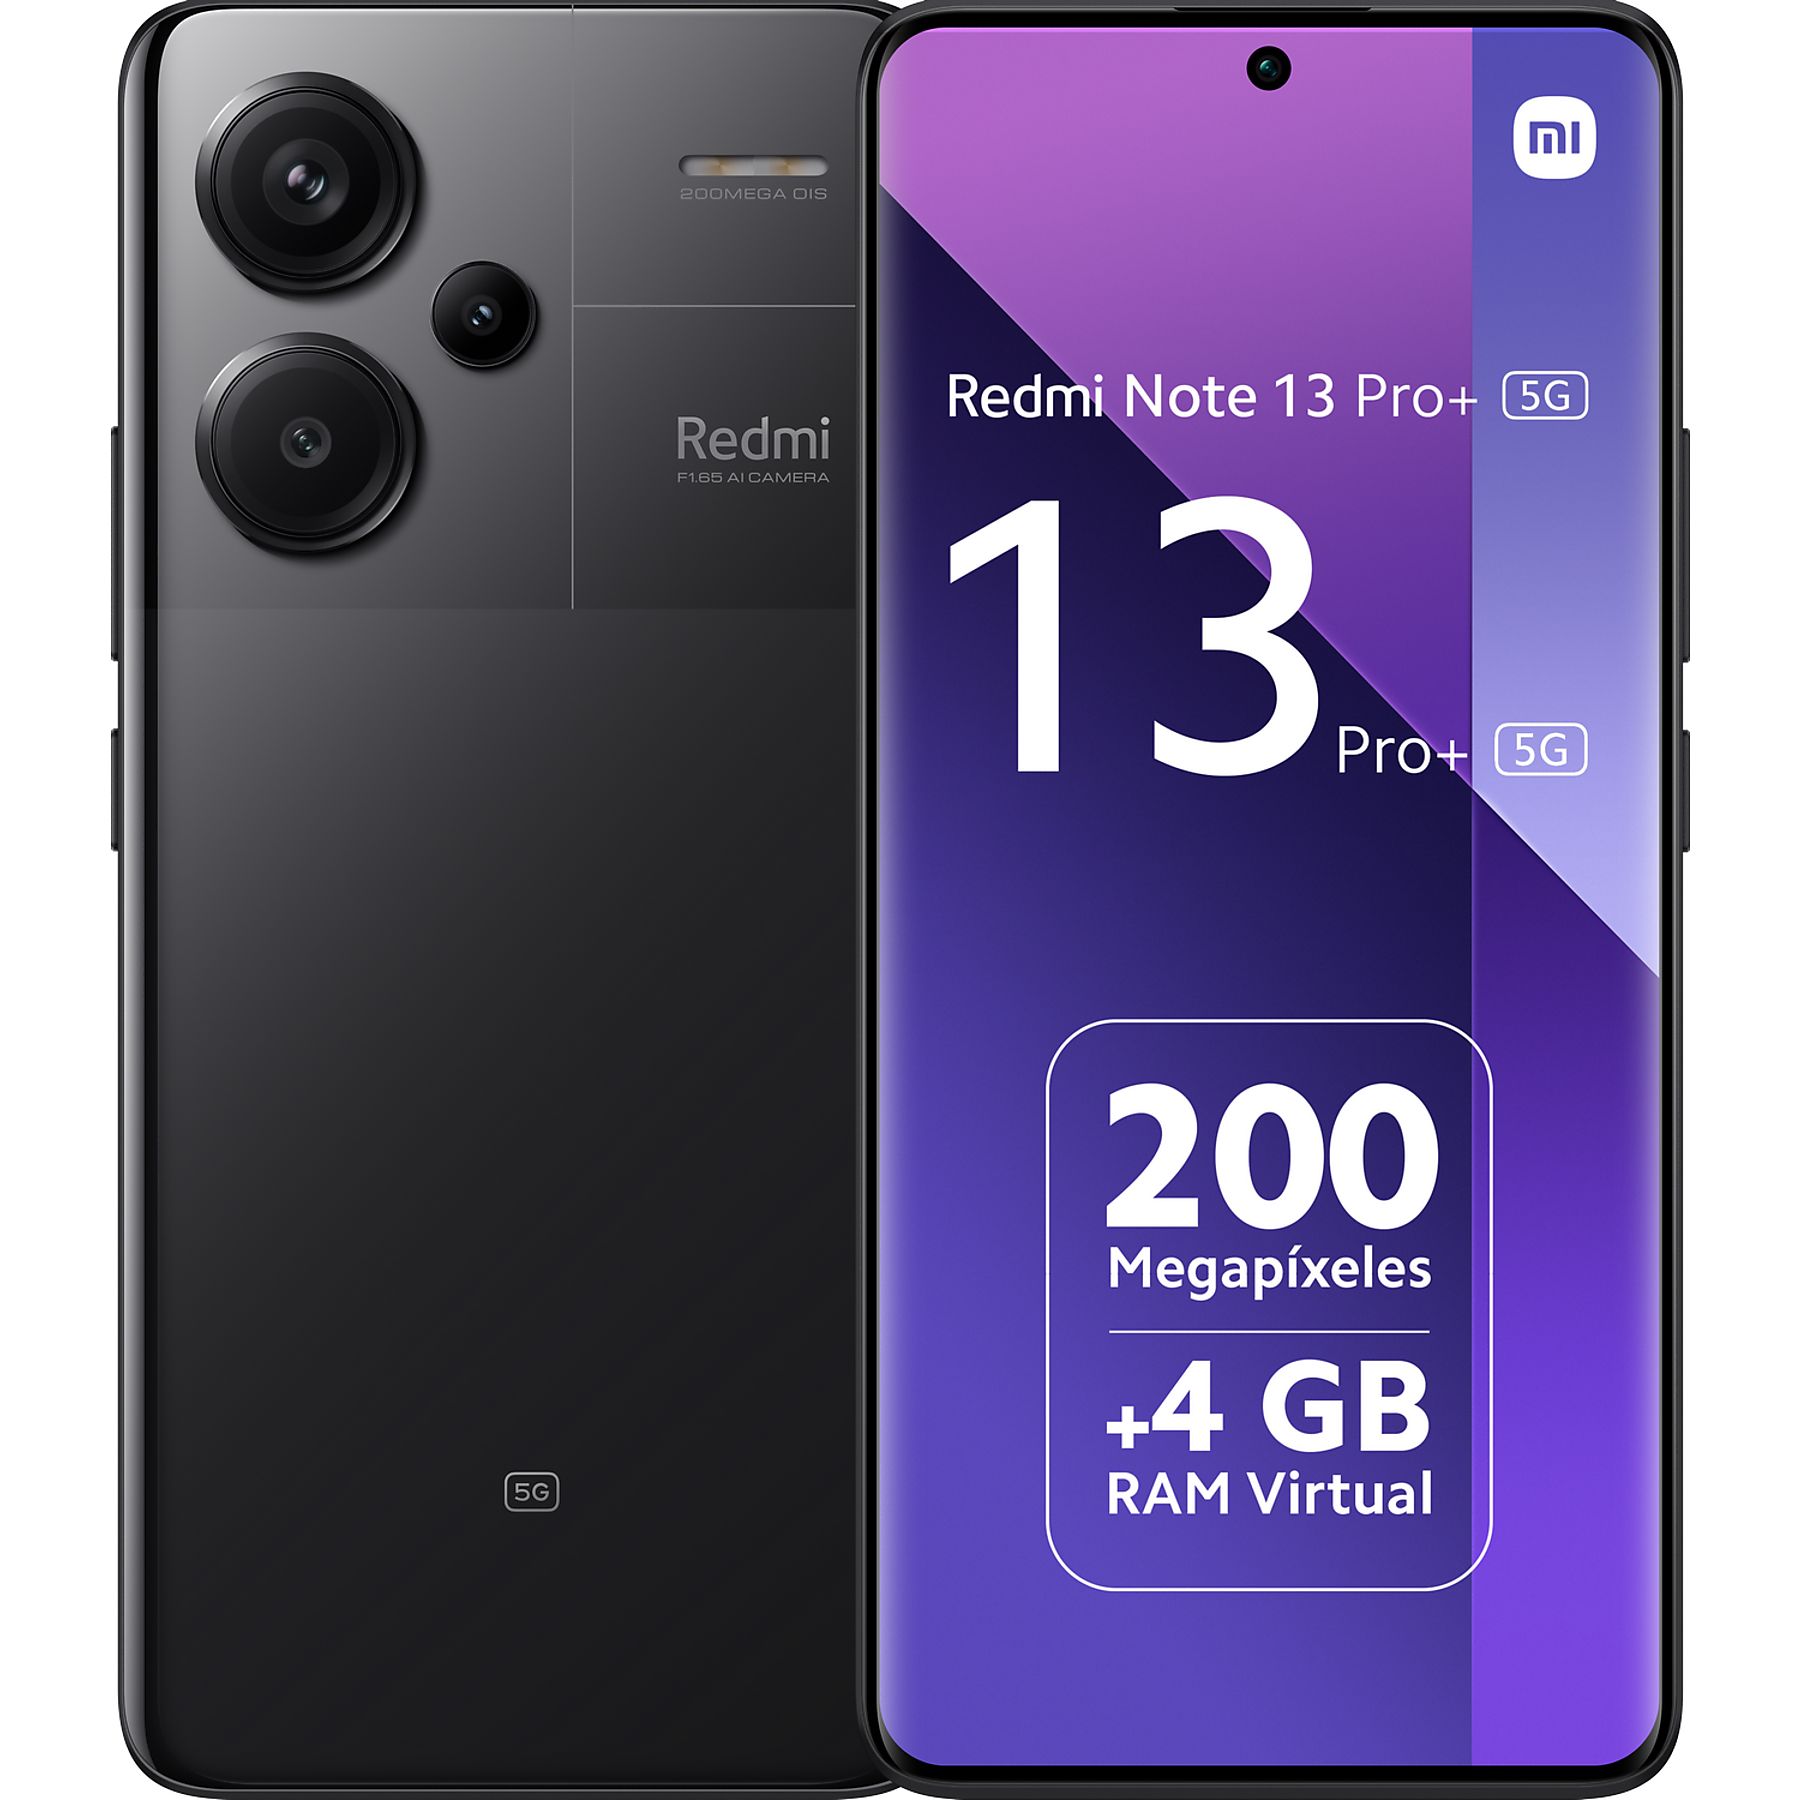 200MEGA OIS
Redmi
F1.65 AI CAMERA
5G
mi
Redmi Note 13 Pro+ 5G
13 Pro+ 5G
200
Megapíxeles
+4 GB
RAM Virtual